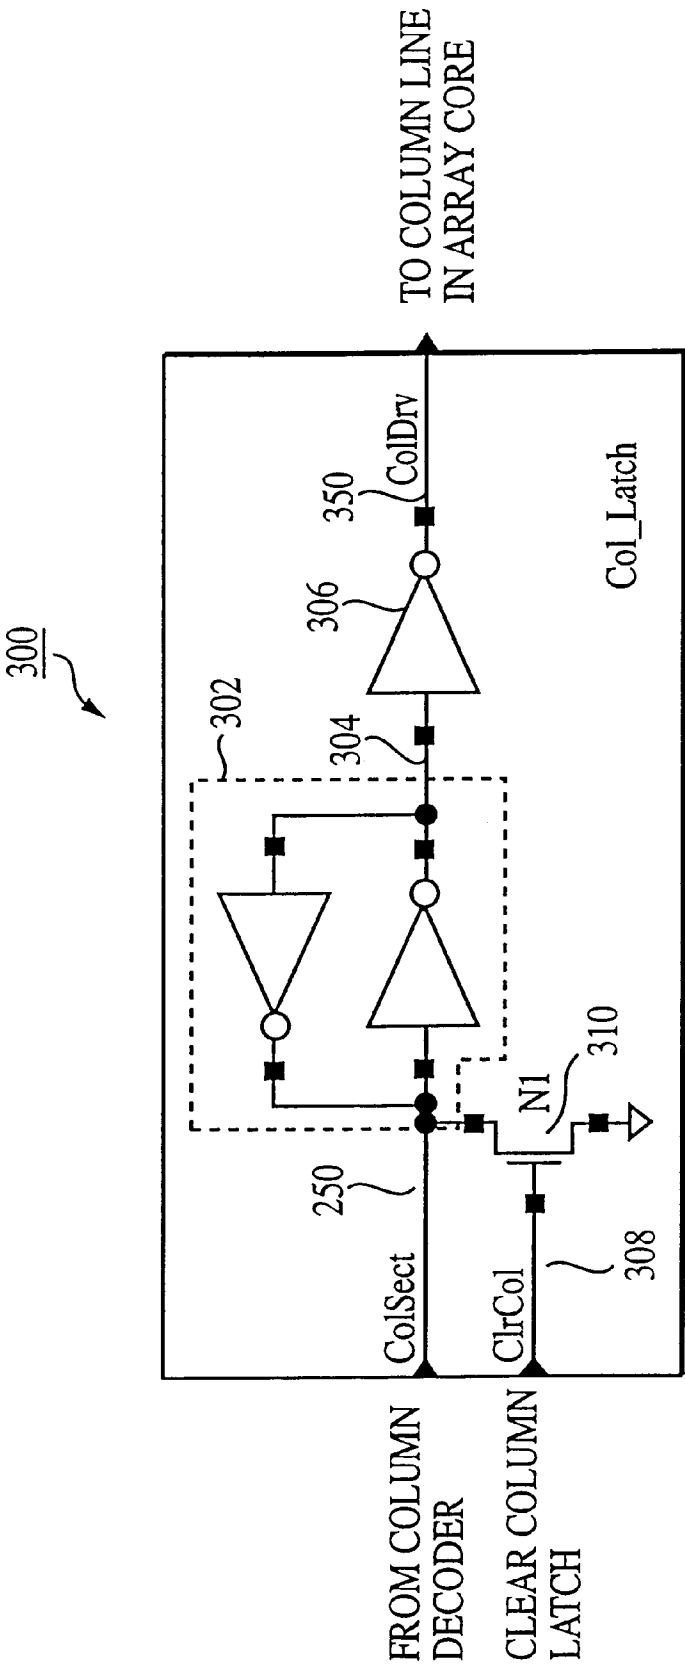 300
302
304
306
350
ColDrv
TO COLUMN LINE
IN ARRAY CORE
FROM COLUMN
DECODER
ColSect
250
CLEAR COLUMN
LATCH
ClrCol
308
N1
310
Col_Latch